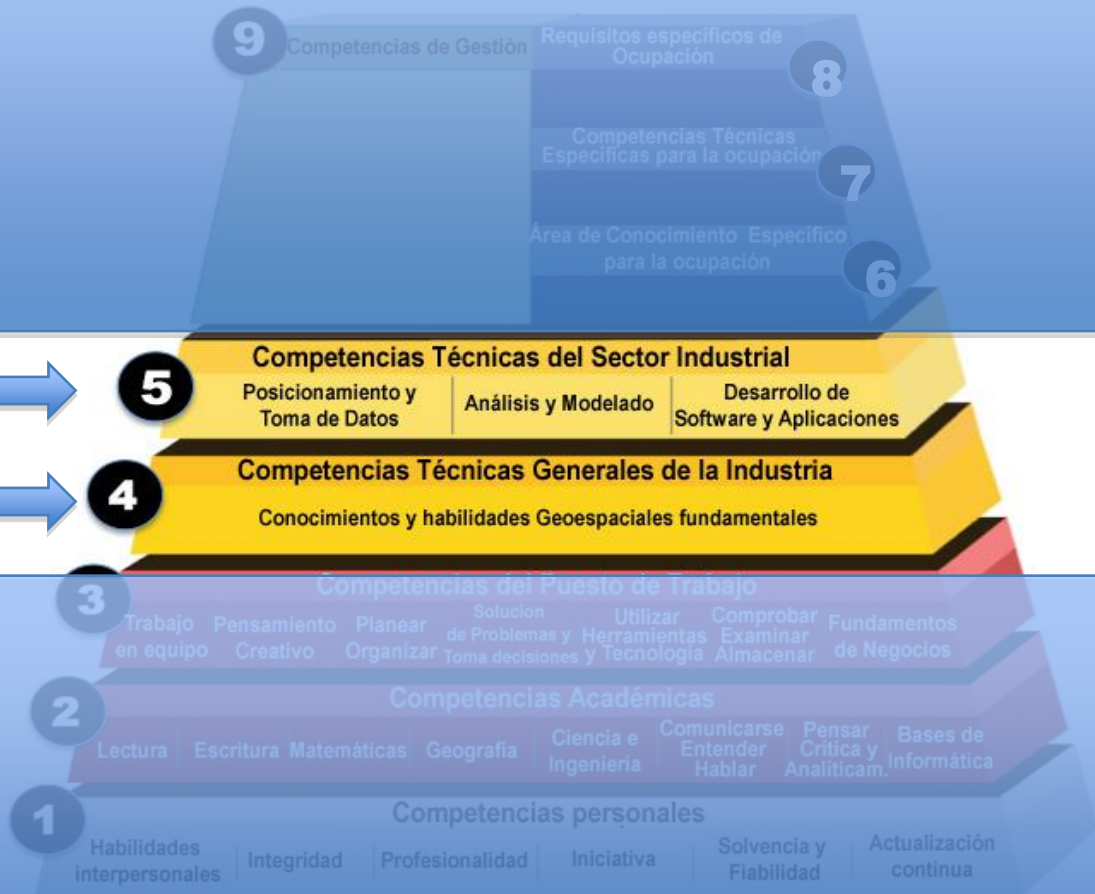 9
Competencias de Gestión
Requisitos específicos de
Ocupación
8
Competencias Técnicas
Específicas para la ocupación
7
Área de Conocimiento Específico
para la ocupación
6
5
Competencias Técnicas del Sector Industrial
Posicionamiento y
Toma de Datos
Análisis y Modelado
Desarrollo de
Software y Aplicaciones
4
Competencias Técnicas Generales de la Industria
Conocimientos y habilidades Geoespaciales fundamentales
3
Competencias del Puesto de Trabajo
Trabajo
en equipo
Pensamiento
Creativo
Planear
Organizar
Solucion
de Problemas y
Toma decisiones
Utilizar
Herramientas
y Tecnología
Comprobar
Examinar
Almacenar
Fundamentos
de Negocios
2
Competencias Académicas
Lectura
Escritura
Matemáticas
Geografia
Ciencia e
Ingeniería
Comunicarse
Entender
Hablar
Pensar
Crítica y
Analíticam.
Bases de
Informática
1
Competencias personales
Habilidades
interpersonales
Integridad
Profesionalidad
Iniciativa
Solvencia y
Fiabilidad
Actualización
continua